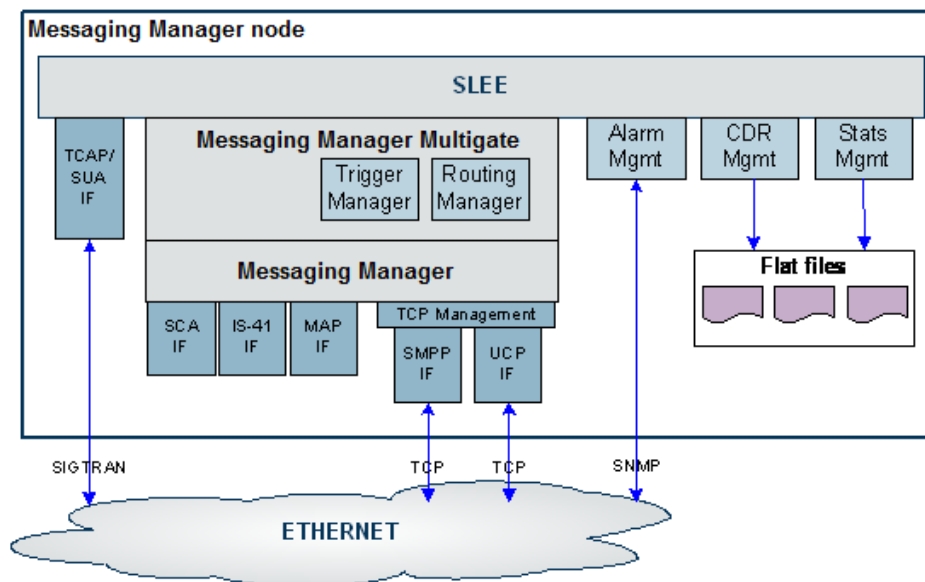 Messaging Manager node
SLEE
TCAP/
SUA
IF
Messaging Manager Multigate
Trigger
Manager
Routing
Manager
Alarm
Mgmt
CDR
Mgmt
Stats
Mgmt
Messaging Manager
Flat files
SCA
IF
IS-41
IF
MAP
IF
TCP Management
SMPP
IF
UCP
IF
SIGTRAN
TCP
TCP
SNMP
ETHERNET